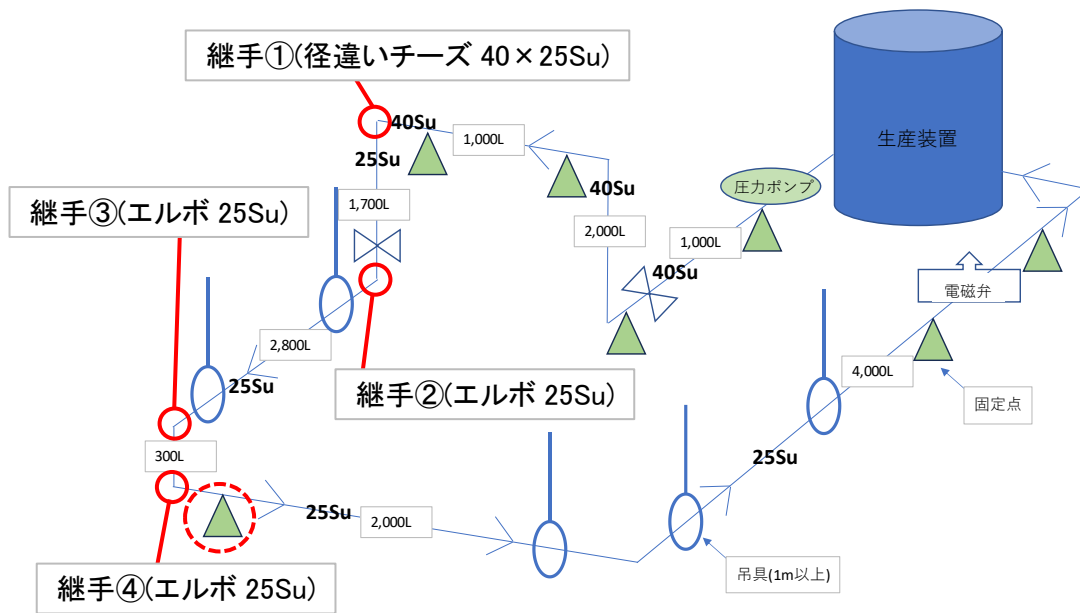 継手①(径違いチーズ 40×25Su)
40Su
1,000L
25Su
生産装置
圧力ポンプ
40Su
継手③(エルボ 25Su)
1,700L
2,000L
1,000L
40Su
電磁弁
2,800L
25Su
継手②(エルボ 25Su)
4,000L
固定点
300L
25Su
25Su
2,000L
継手④(エルボ 25Su)
吊具(1m以上)